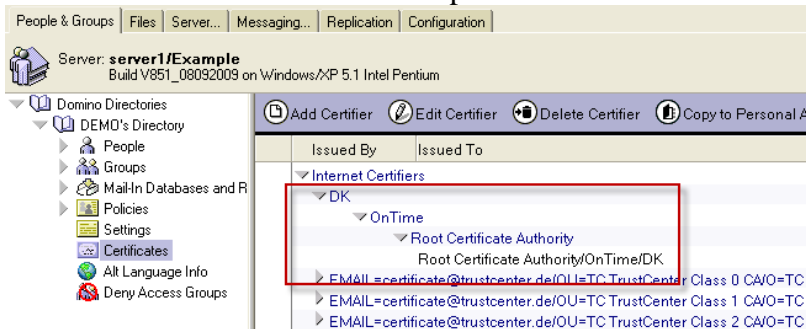 People & Groups Files Server... Messaging... Replication Configuration
Server: server1/Example
Build V851_08092009 on Windows/XP 5.1 Intel Pentium
Domino Directories
DEMO's Directory
People
Groups
Mail-In Databases and R
Policies
Settings
Certificates
Alt Language Info
Deny Access Groups
Add Certifier Edit Certifier Delete Certifier Copy to Personal A
Issued By Issued To
Internet Certifiers
DK
OnTime
Root Certificate Authority
Root Certificate Authority/OnTime/DK
EMAIL=certificate@trustcenter.de/OU=TC TrustCenter Class 0 CA/O=TC
EMAIL=certificate@trustcenter.de/OU=TC TrustCenter Class 1 CA/O=TC
EMAIL=certificate@trustcenter.de/OU=TC TrustCenter Class 2 CA/O=TC